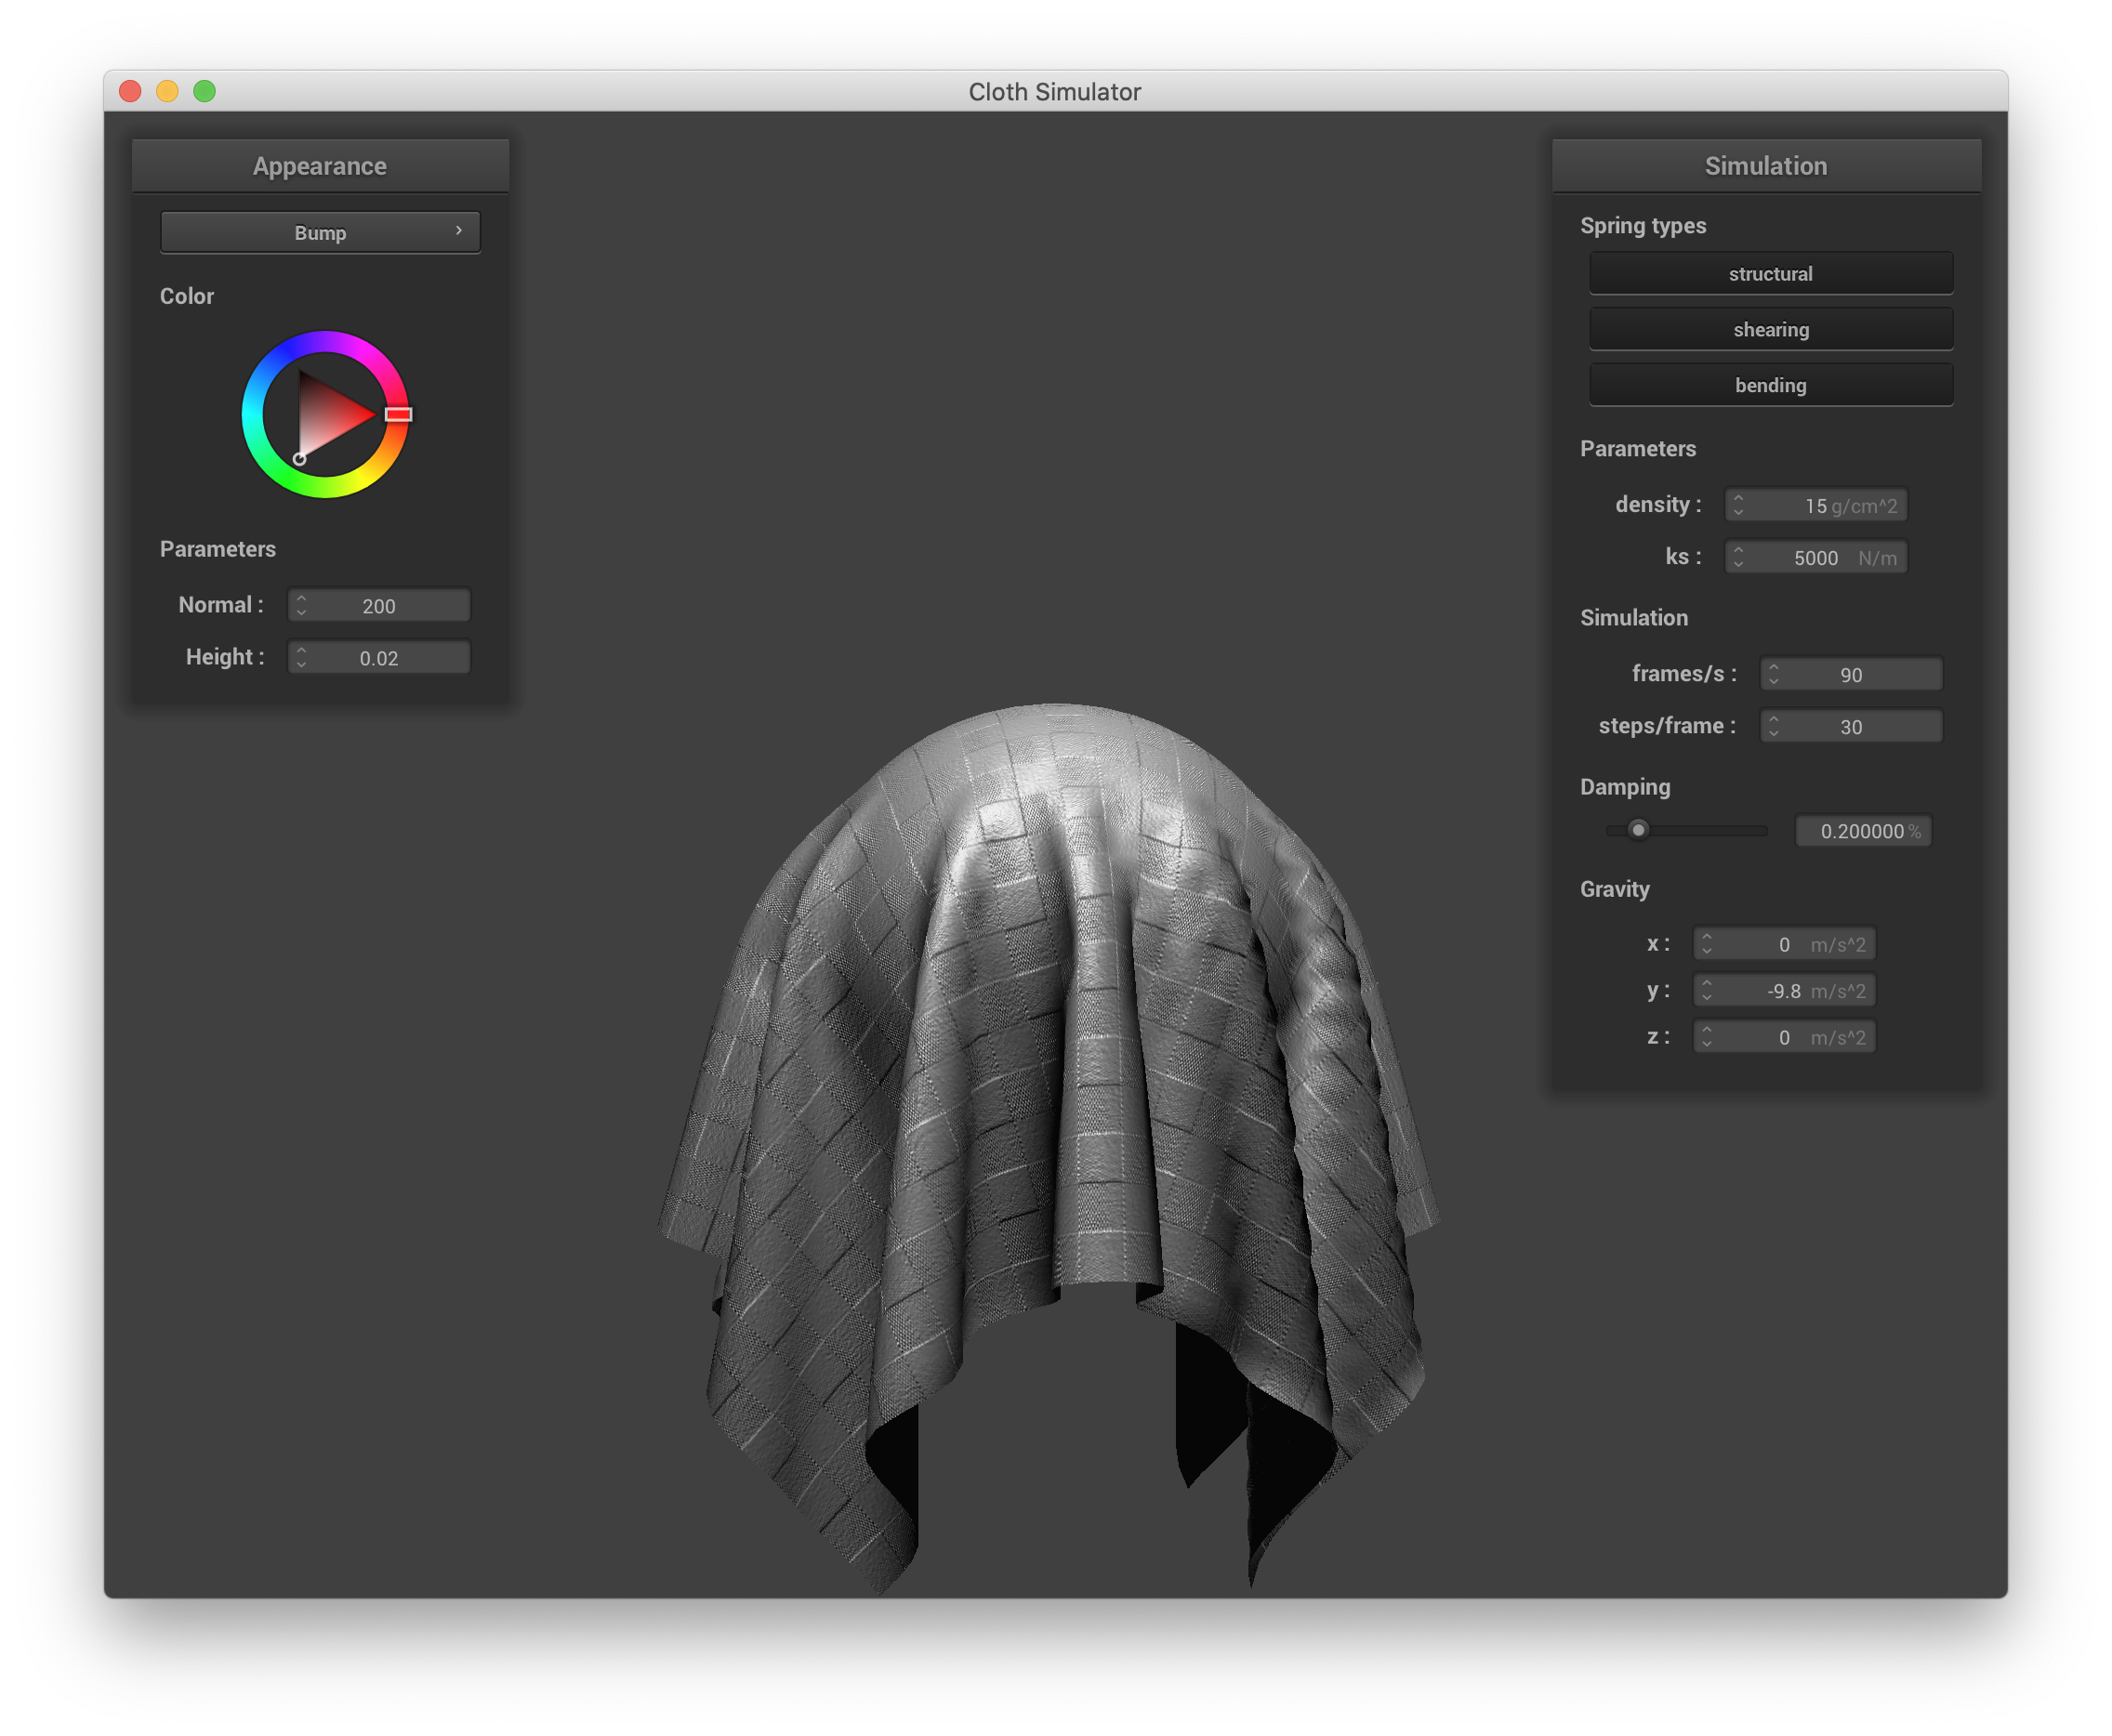 Cloth Simulator
Appearance
Bump
Color
Parameters
Normal : 200
Height : 0.02
Simulation
Spring types
structural
shearing
bending
Parameters
density : 15 g/cm^2
ks : 5000 N/m
Simulation
frames/s : 90
steps/frame : 30
Damping
0.200000 %
Gravity
x : 0 m/s^2
y : -9.8 m/s^2
z : 0 m/s^2